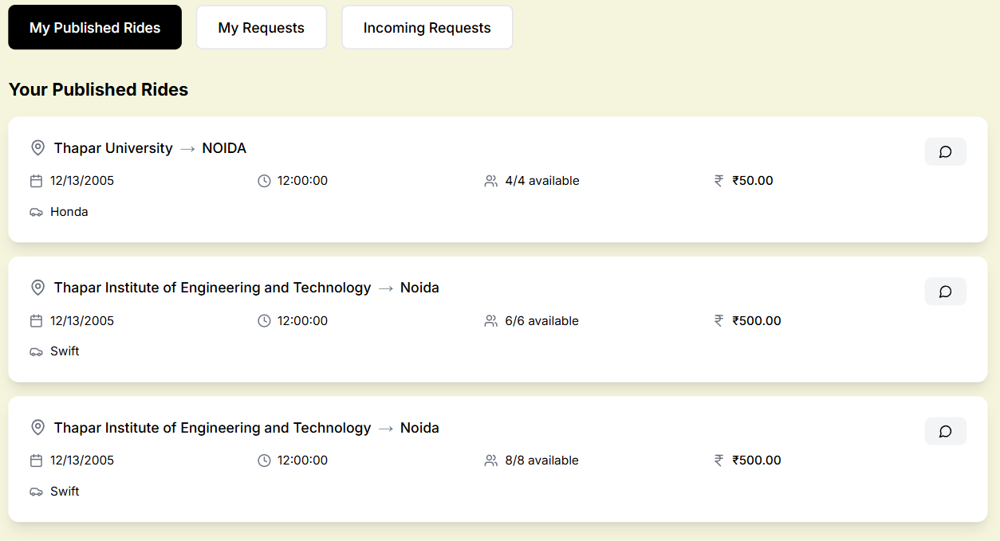 My Published Rides My Requests Incoming Requests
Your Published Rides
Thapar University → NOIDA
12/13/2005 12:00:00 4/4 available ₹ ₹50.00
Honda
Thapar Institute of Engineering and Technology → Noida
12/13/2005 12:00:00 6/6 available ₹ ₹500.00
Swift
Thapar Institute of Engineering and Technology → Noida
12/13/2005 12:00:00 8/8 available ₹ ₹500.00
Swift